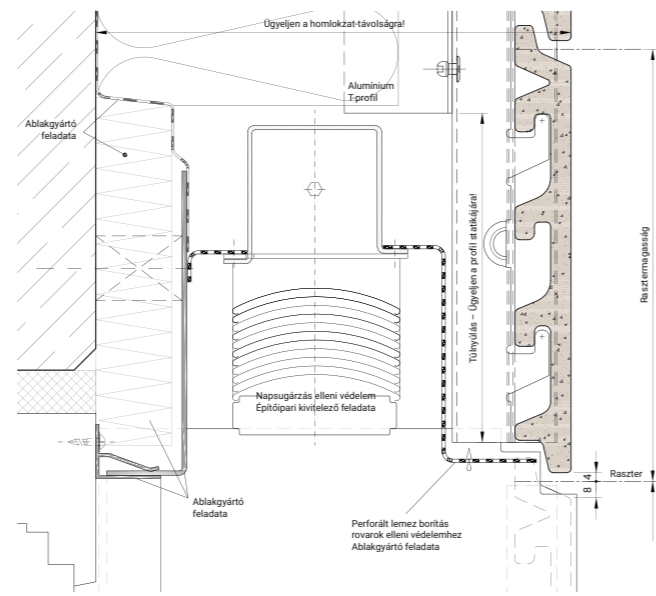 Ügyeljen a homlokzat-távolságra!
Alumínium
T-profil
Ablakgyártó
feladata
Túlnyúlás – Ügyeljen a profil statikájára!
Rasztermagasság
Napsugárzás elleni védelem
Építőipari kivitelező feladata
Raszter
4
8
Ablakgyártó
feladata
Perforált lemez borítás
rovarok elleni védelemhez
Ablakgyártó feladata